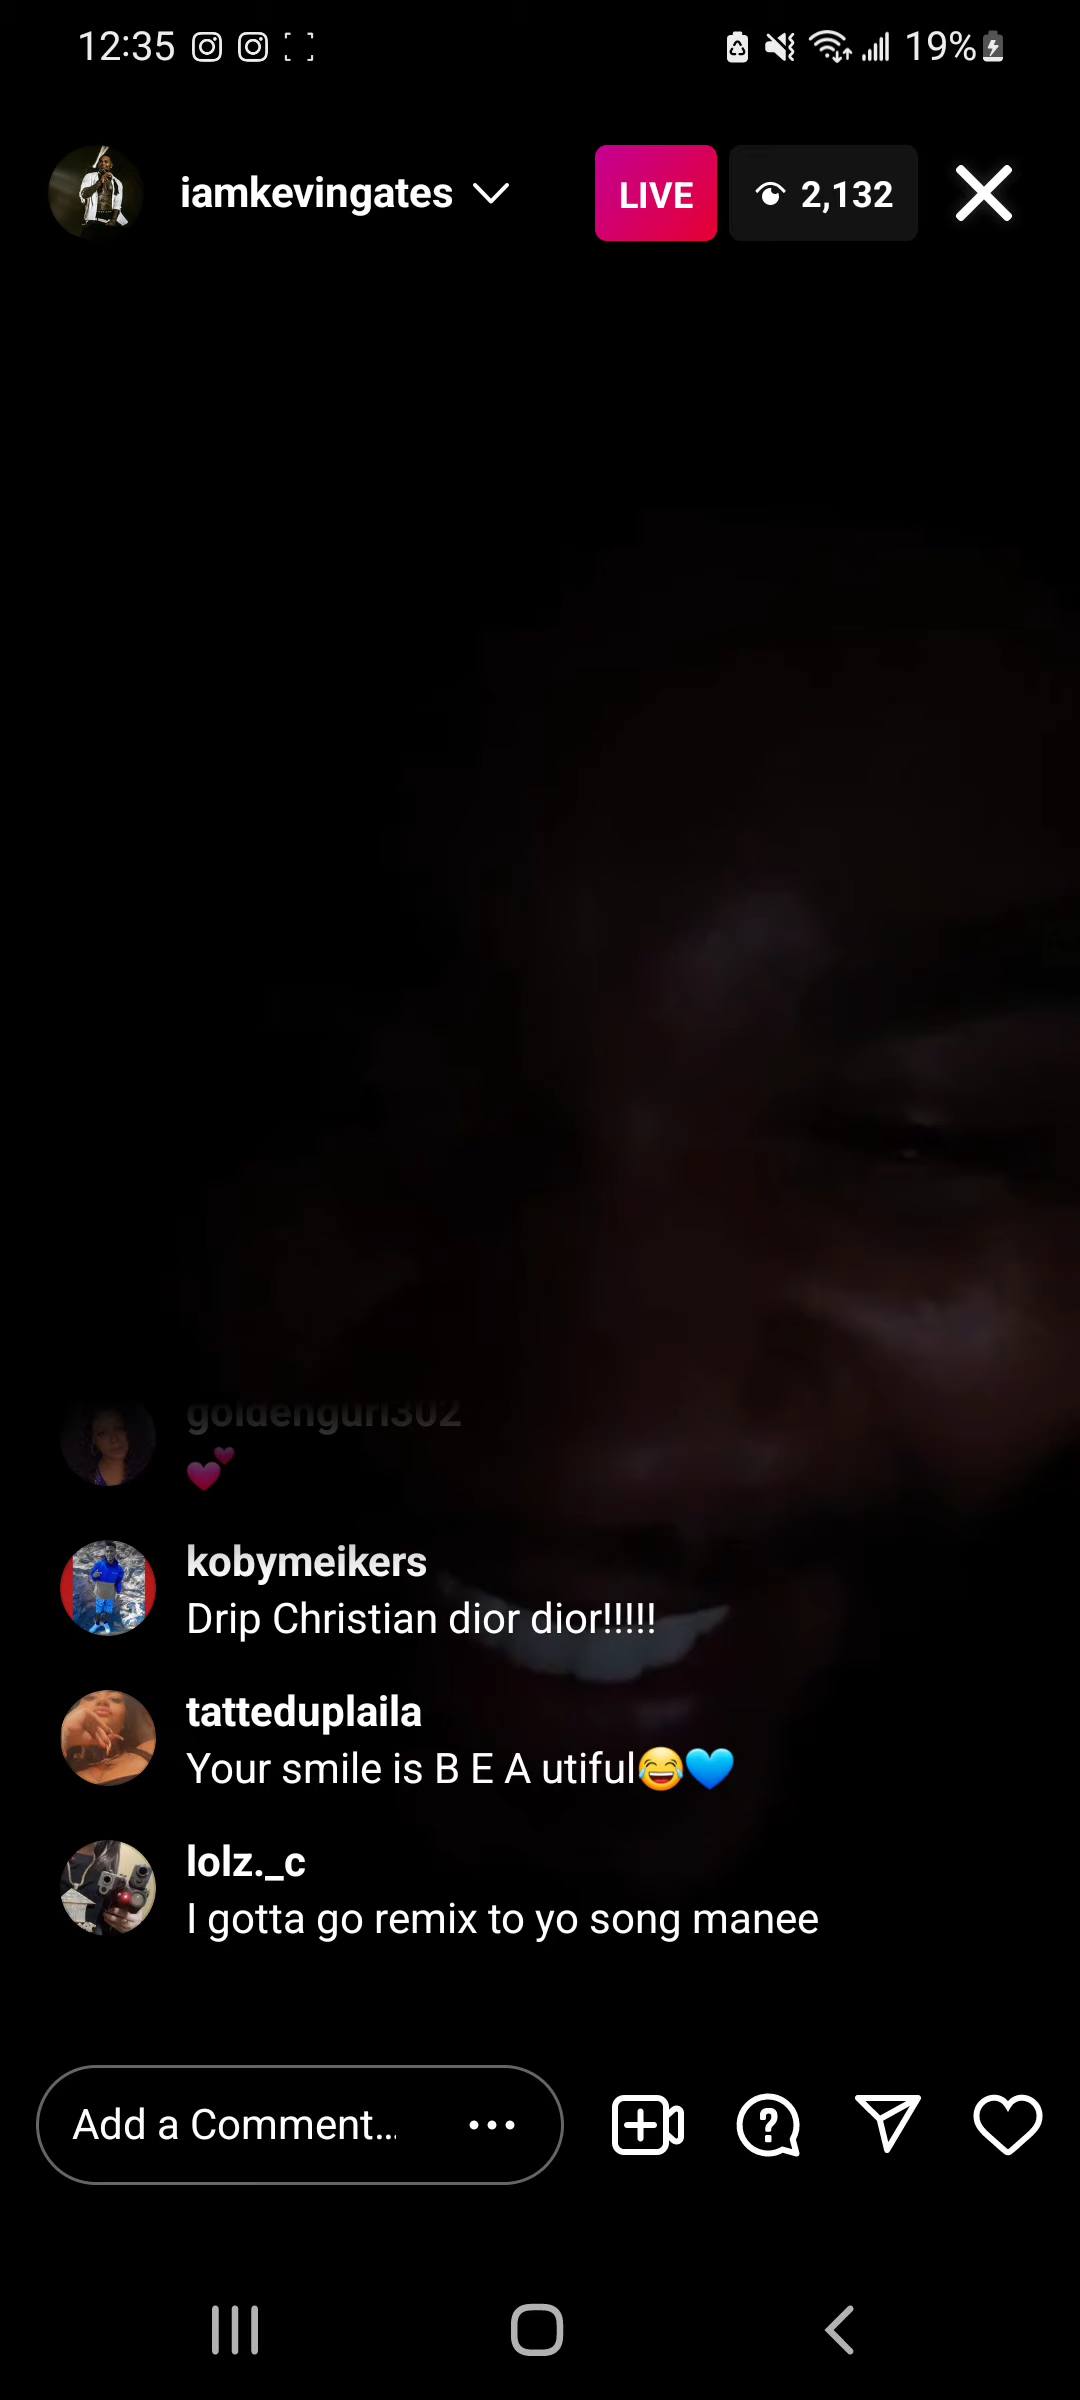 12:35
19%
iamkevingates
LIVE
2,132
goldengurl302
💕
kobymeikers
Drip Christian dior dior!!!!!
tatteduplaila
Your smile is B E A utiful😂💙
lolz._c
I gotta go remix to yo song manee
Add a Comment...